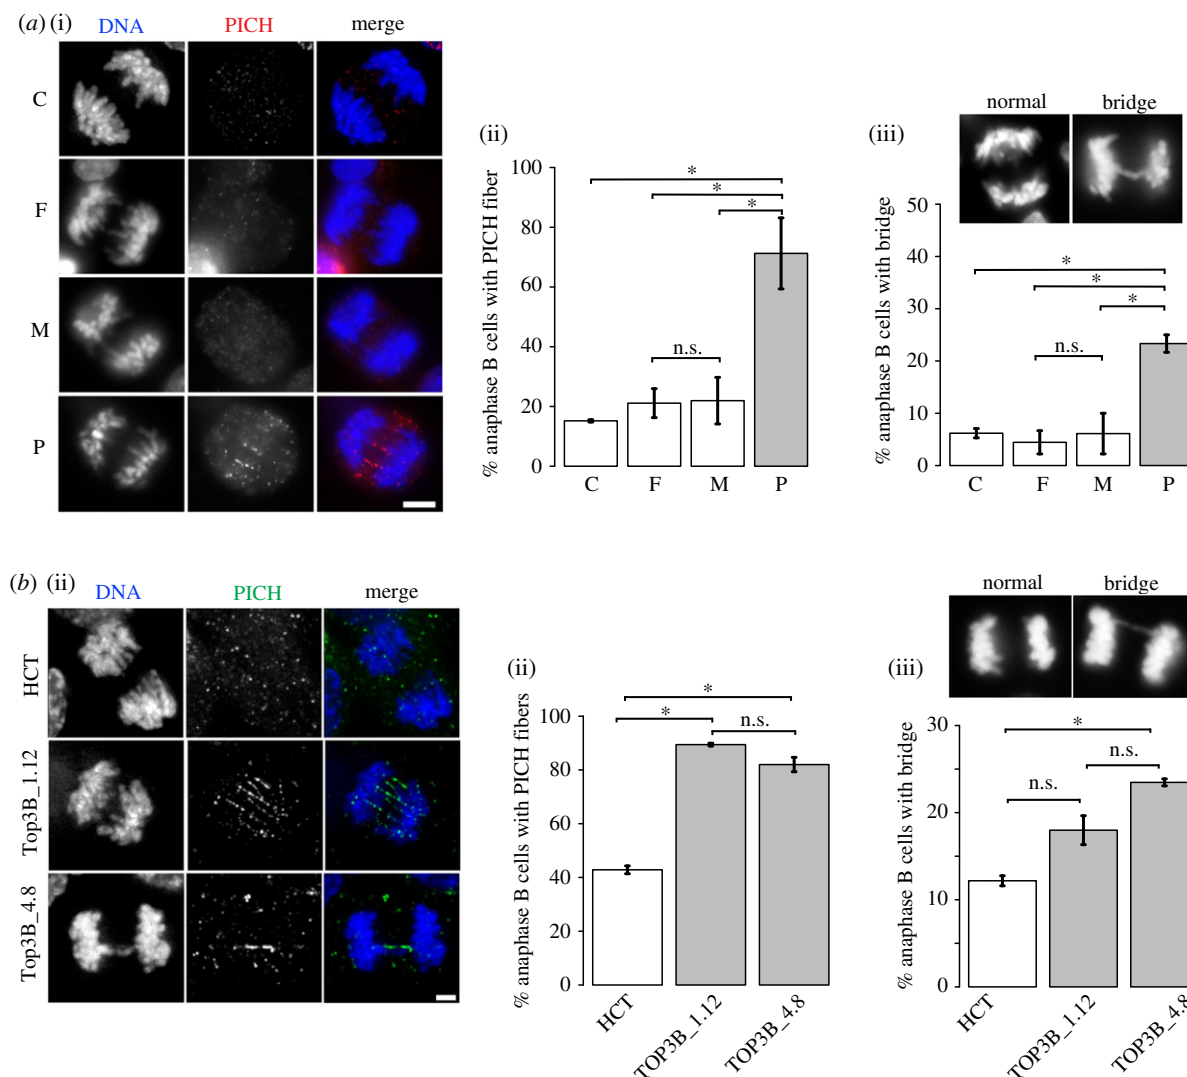 (a) (i) DNA PICH merge
C
F
M
P
(ii)
% anaphase B cells with PICH fiber
100
80
60
40
20
0
*
*
*
n.s.
C F M P
(iii)
normal bridge
% anaphase B cells with bridge
50
40
30
20
10
0
*
*
*
n.s.
C F M P
(b) (ii) DNA PICH merge
HCT
Top3B_1.12
Top3B_4.8
(ii)
% anaphase B cells with PICH fibers
100
80
60
40
20
0
*
*
n.s.
HCT
TOP3B_1.12
TOP3B_4.8
(iii)
normal bridge
% anaphase B cells with bridge
30
20
10
0
*
n.s.
n.s.
HCT
TOP3B_1.12
TOP3B_4.8